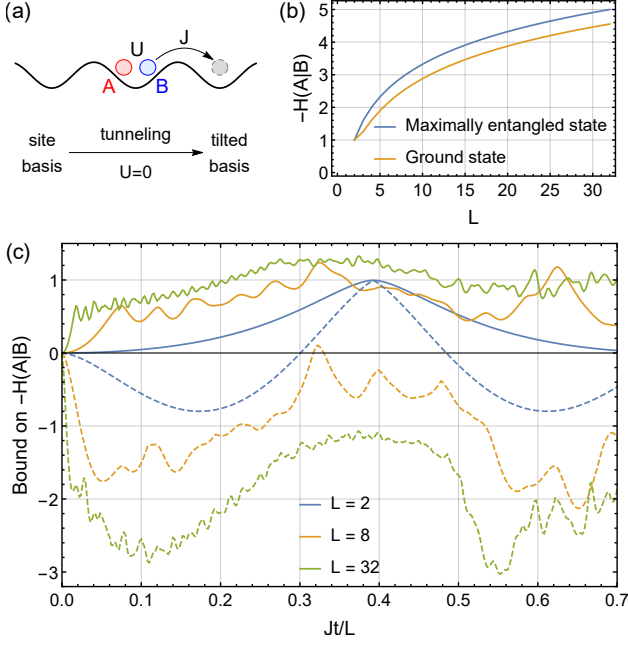 (a)
U J
A B
site tunneling tilted
basis U=0 basis
(b)
−H(A|B)
5
4
3
2
1
0
0 5 10 15 20 25 30
L
Maximally entangled state
Ground state
(c)
Bound on −H(A|B)
1
0
−1
−2
−3
L = 2
L = 8
L = 32
0.0 0.1 0.2 0.3 0.4 0.5 0.6 0.7
Jt/L